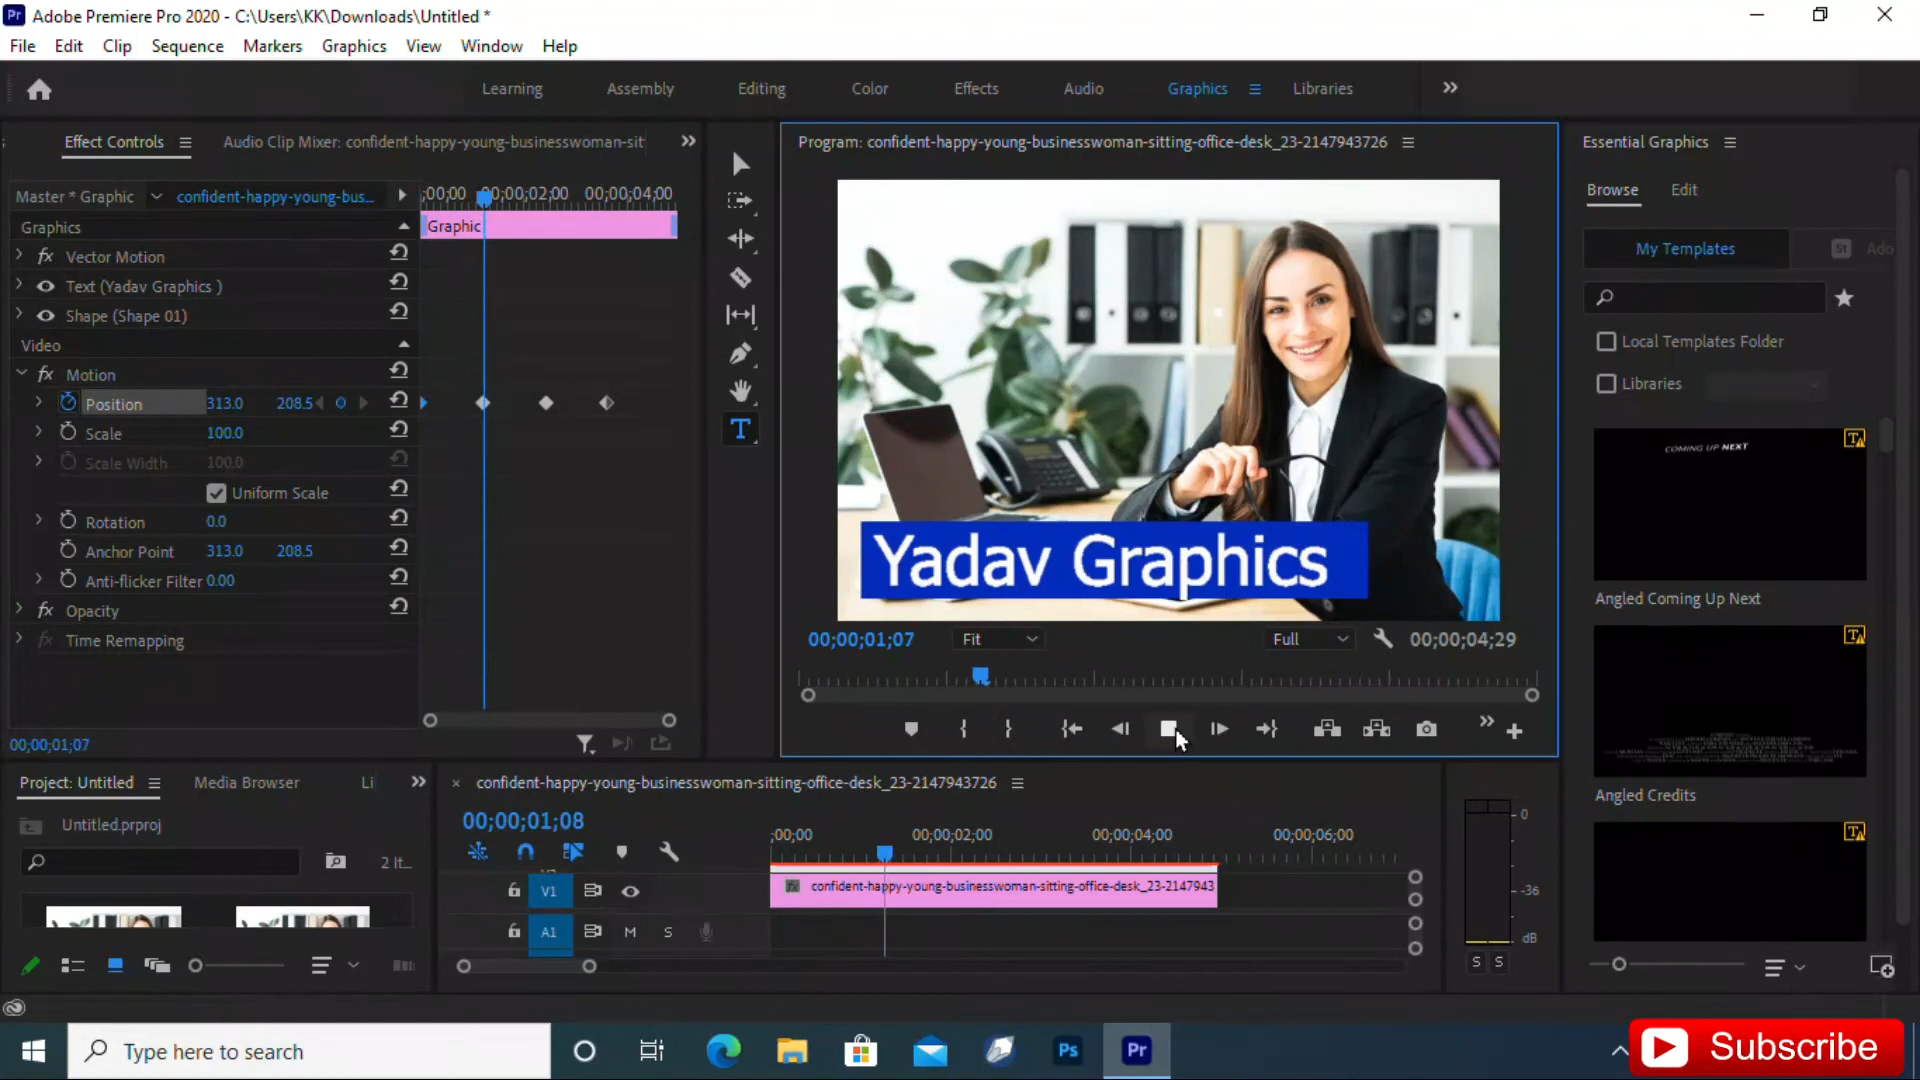 Pr Adobe Premiere Pro 2020 - C:\Users\KK\Downloads\Untitled *
File Edit Clip Sequence Markers Graphics View Window Help
Learning Assembly Editing Color Effects Audio Graphics Libraries
Effect Controls Audio Clip Mixer: confident-happy-young-businesswoman-sit
Program: confident-happy-young-businesswoman-sitting-office-desk_23-2147943726
Essential Graphics
Browse Edit
Master * Graphic confident-happy-young-bus...
;00;00 00;00;02;00 00;00;04;00
Graphics
Graphic
Vector Motion
Text (Yadav Graphics )
Shape (Shape 01)
Video
Motion
Position 313.0 208.5
Scale 100.0
Scale Width 100.0
Uniform Scale
Rotation 0.0
Anchor Point 313.0 208.5
Anti-flicker Filter 0.00
Opacity
Time Remapping
00;00;01;07
T
Yadav Graphics
00;00;01;07 Fit Full 00;00;04;29
My Templates St Ado
Local Templates Folder
Libraries
COMING UP NEXT
Angled Coming Up Next
Angled Credits
Project: Untitled Media Browser Li
Untitled.prproj
2 It...
confident-happy-young-businesswoman-sitting-office-desk_23-2147943726
00;00;01;08
;00;00 00;00;02;00 00;00;04;00 00;00;06;00
V1
confident-happy-young-businesswoman-sitting-office-desk_23-2147943
A1 M S
0
-36
dB
S S
Type here to search
Ps
Pr
Subscribe